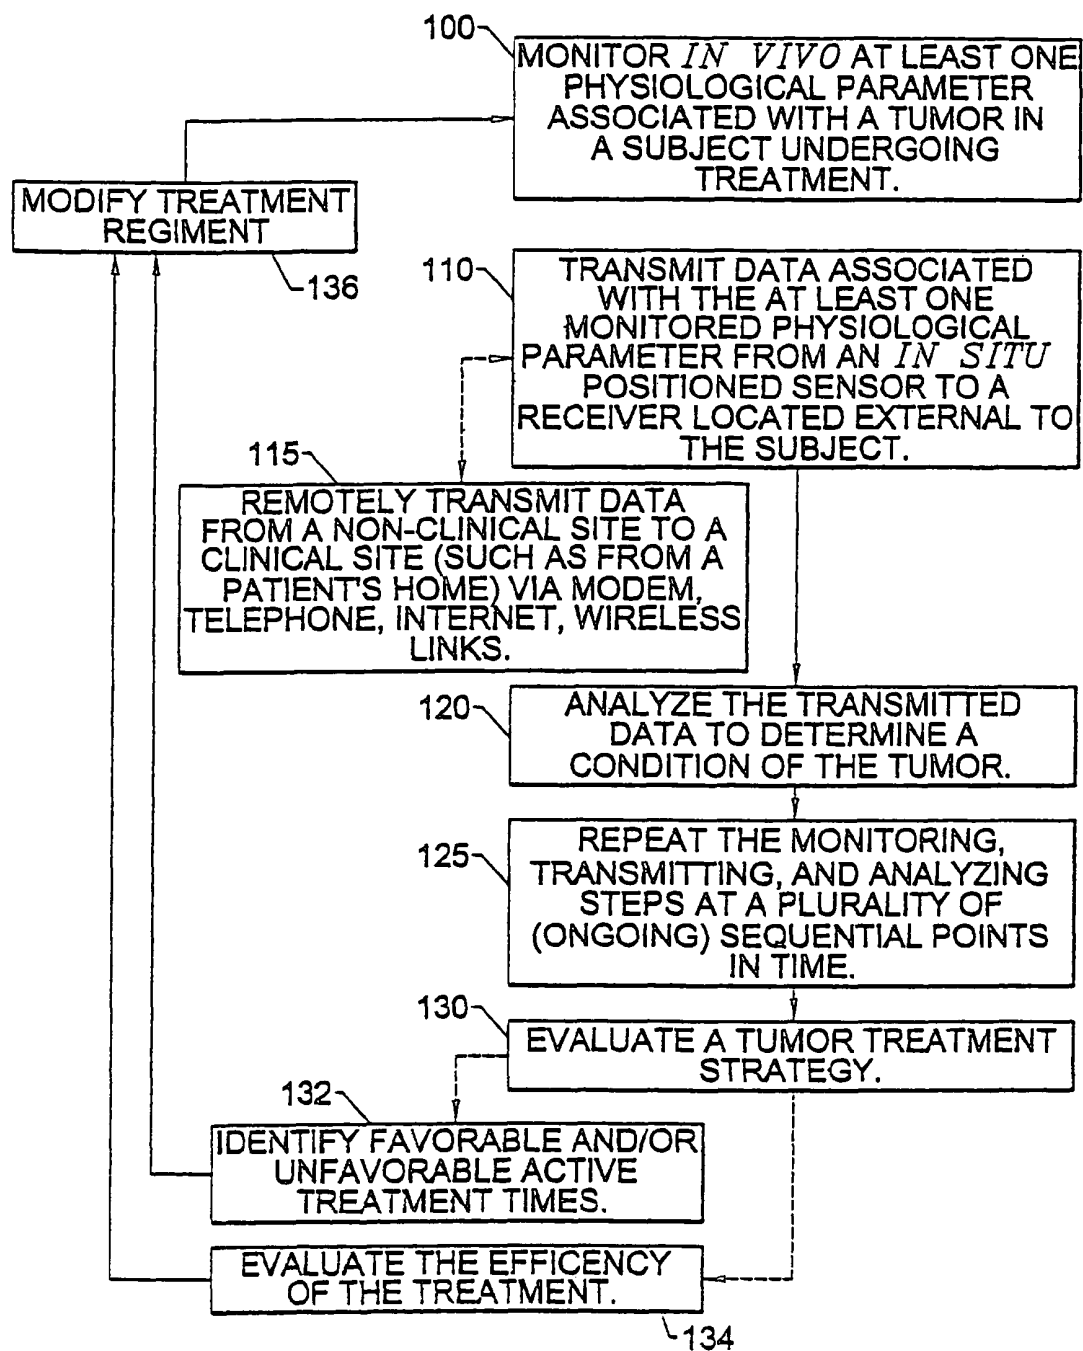 100
MONITOR IN VIVO AT LEAST ONE
PHYSIOLOGICAL PARAMETER
ASSOCIATED WITH A TUMOR IN
A SUBJECT UNDERGOING
TREATMENT.
MODIFY TREATMENT
REGIMENT
136
110
TRANSMIT DATA ASSOCIATED
WITH THE AT LEAST ONE
MONITORED PHYSIOLOGICAL
PARAMETER FROM AN IN SITU
POSITIONED SENSOR TO A
RECEIVER LOCATED EXTERNAL TO
THE SUBJECT.
115
REMOTELY TRANSMIT DATA
FROM A NON-CLINICAL SITE TO A
CLINICAL SITE (SUCH AS FROM A
PATIENT'S HOME) VIA MODEM,
TELEPHONE, INTERNET, WIRELESS
LINKS.
120
ANALYZE THE TRANSMITTED
DATA TO DETERMINE A
CONDITION OF THE TUMOR.
125
REPEAT THE MONITORING,
TRANSMITTING, AND ANALYZING
STEPS AT A PLURALITY OF
(ONGOING) SEQUENTIAL POINTS
IN TIME.
130
EVALUATE A TUMOR TREATMENT
STRATEGY.
132
IDENTIFY FAVORABLE AND/OR
UNFAVORABLE ACTIVE
TREATMENT TIMES.
EVALUATE THE EFFICENCY
OF THE TREATMENT.
134